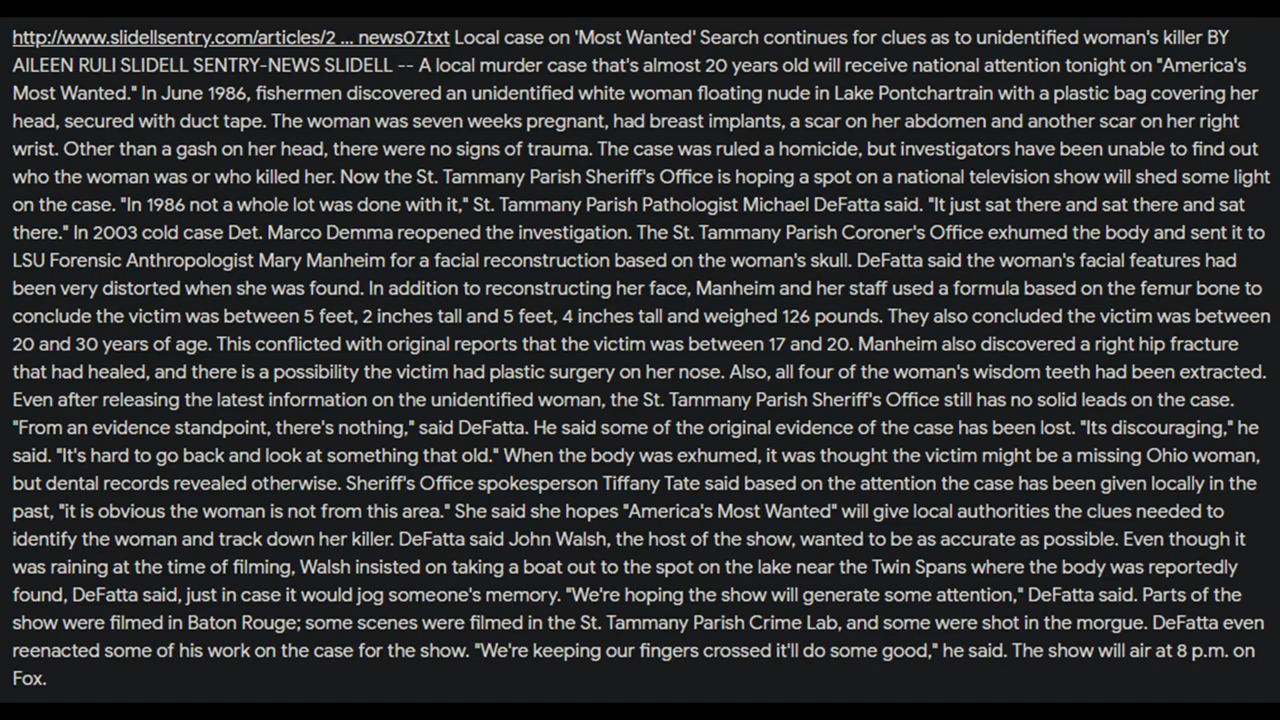 http://www.slidellsentry.com/articles/2 ... news07.txt Local case on 'Most Wanted' Search continues for clues as to unidentified woman's killer BY
AILEEN RULI SLIDELL SENTRY-NEWS SLIDELL -- A local murder case that's almost 20 years old will receive national attention tonight on "America's
Most Wanted." In June 1986, fishermen discovered an unidentified white woman floating nude in Lake Pontchartrain with a plastic bag covering her
head, secured with duct tape. The woman was seven weeks pregnant, had breast implants, a scar on her abdomen and another scar on her right
wrist. Other than a gash on her head, there were no signs of trauma. The case was ruled a homicide, but investigators have been unable to find out
who the woman was or who killed her. Now the St. Tammany Parish Sheriff's Office is hoping a spot on a national television show will shed some light
on the case. "In 1986 not a whole lot was done with it," St. Tammany Parish Pathologist Michael DeFatta said. "It just sat there and sat there and sat
there." In 2003 cold case Det. Marco Demma reopened the investigation. The St. Tammany Parish Coroner's Office exhumed the body and sent it to
LSU Forensic Anthropologist Mary Manheim for a facial reconstruction based on the woman's skull. DeFatta said the woman's facial features had
been very distorted when she was found. In addition to reconstructing her face, Manheim and her staff used a formula based on the femur bone to
conclude the victim was between 5 feet, 2 inches tall and 5 feet, 4 inches tall and weighed 126 pounds. They also concluded the victim was between
20 and 30 years of age. This conflicted with original reports that the victim was between 17 and 20. Manheim also discovered a right hip fracture
that had healed, and there is a possibility the victim had plastic surgery on her nose. Also, all four of the woman's wisdom teeth had been extracted.
Even after releasing the latest information on the unidentified woman, the St. Tammany Parish Sheriff's Office still has no solid leads on the case.
"From an evidence standpoint, there's nothing," said DeFatta. He said some of the original evidence of the case has been lost. "Its discouraging," he
said. "It's hard to go back and look at something that old." When the body was exhumed, it was thought the victim might be a missing Ohio woman,
but dental records revealed otherwise. Sheriff's Office spokesperson Tiffany Tate said based on the attention the case has been given locally in the
past, "it is obvious the woman is not from this area." She said she hopes "America's Most Wanted" will give local authorities the clues needed to
identify the woman and track down her killer. DeFatta said John Walsh, the host of the show, wanted to be as accurate as possible. Even though it
was raining at the time of filming, Walsh insisted on taking a boat out to the spot on the lake near the Twin Spans where the body was reportedly
found, DeFatta said, just in case it would jog someone's memory. "We're hoping the show will generate some attention," DeFatta said. Parts of the
show were filmed in Baton Rouge; some scenes were filmed in the St. Tammany Parish Crime Lab, and some were shot in the morgue. DeFatta even
reenacted some of his work on the case for the show. "We're keeping our fingers crossed it'll do some good," he said. The show will air at 8 p.m. on
Fox.